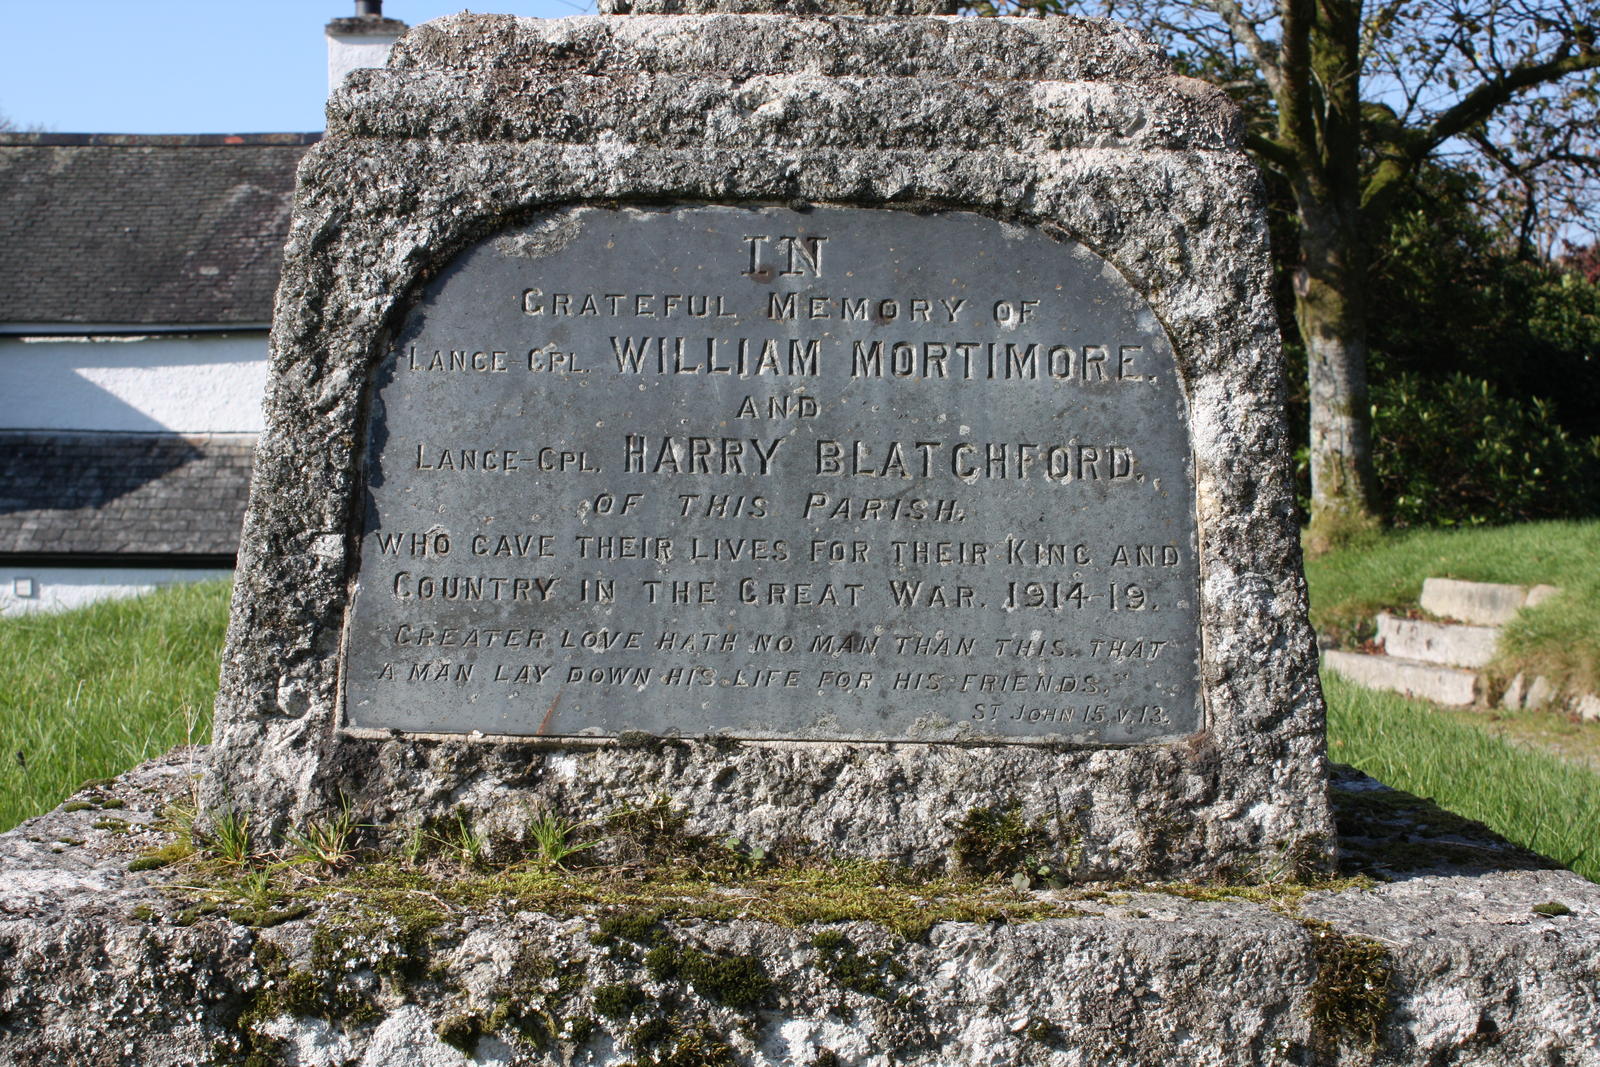 IN
GRATEFUL MEMORY OF
LANCE-CPL. WILLIAM MORTIMORE.
AND
LANCE-CPL. HARRY BLATCHFORD.
OF THIS PARISH.
WHO GAVE THEIR LIVES FOR THEIR KING AND
COUNTRY IN THE GREAT WAR. 1914-19.
"GREATER LOVE HATH NO MAN THAN THIS, THAT
A MAN LAY DOWN HIS LIFE FOR HIS FRIENDS."
ST JOHN 15. V. 13.